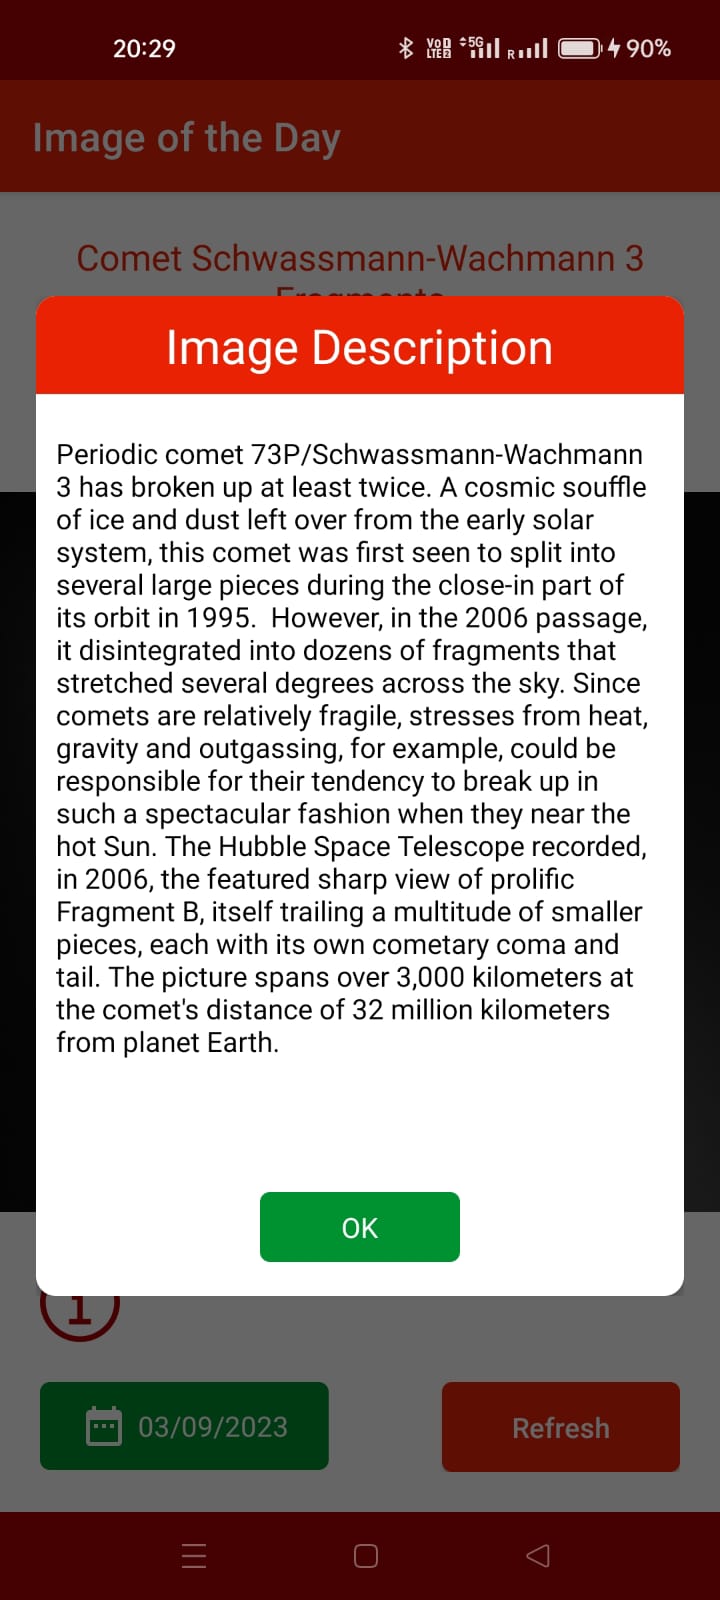 20:29
VoD LTE2 5G R 90%
Image of the Day
Comet Schwassmann-Wachmann 3
Fragments
Image Description
Periodic comet 73P/Schwassmann-Wachmann
3 has broken up at least twice. A cosmic souffle
of ice and dust left over from the early solar
system, this comet was first seen to split into
several large pieces during the close-in part of
its orbit in 1995.  However, in the 2006 passage,
it disintegrated into dozens of fragments that
stretched several degrees across the sky. Since
comets are relatively fragile, stresses from heat,
gravity and outgassing, for example, could be
responsible for their tendency to break up in
such a spectacular fashion when they near the
hot Sun. The Hubble Space Telescope recorded,
in 2006, the featured sharp view of prolific
Fragment B, itself trailing a multitude of smaller
pieces, each with its own cometary coma and
tail. The picture spans over 3,000 kilometers at
the comet's distance of 32 million kilometers
from planet Earth.
OK
i
03/09/2023
Refresh